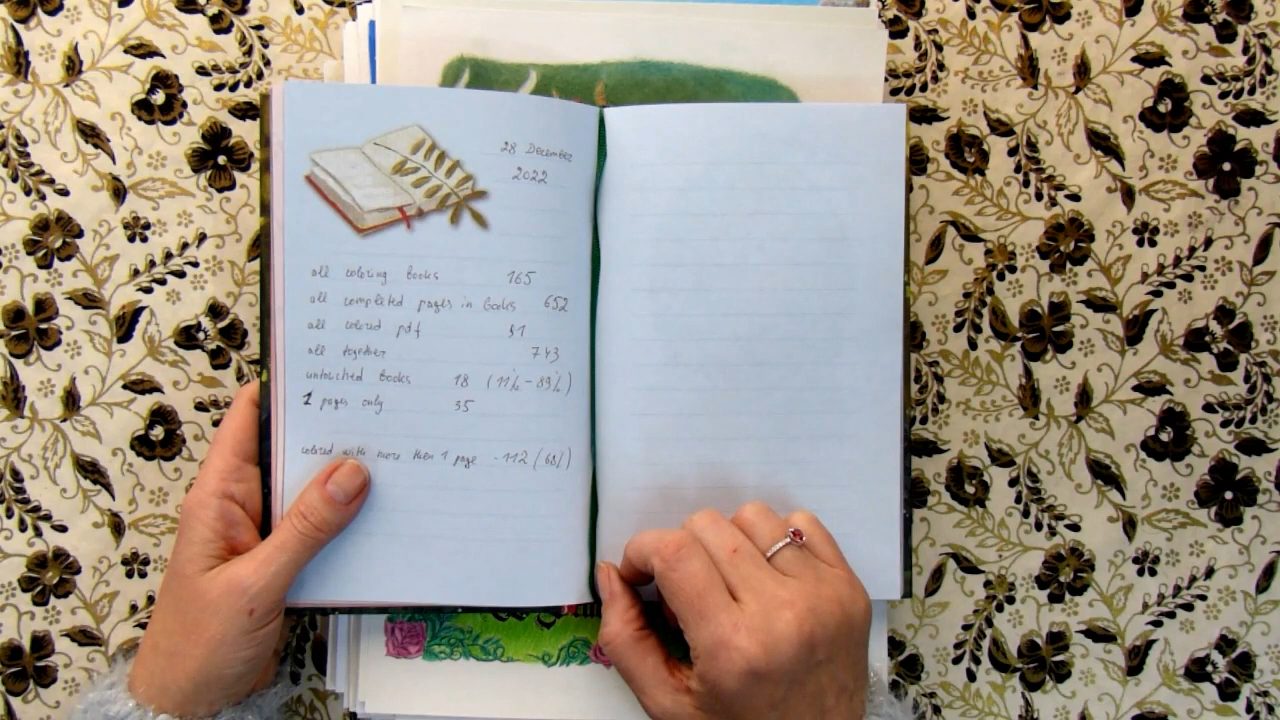 28 December
2022
all coloring books 165
all completed pages in books 652
all colored pdf 91
all together 743
untouched books 18 (11% - 89%)
1 pages only 35
colored with more then 1 page - 112 (68%)